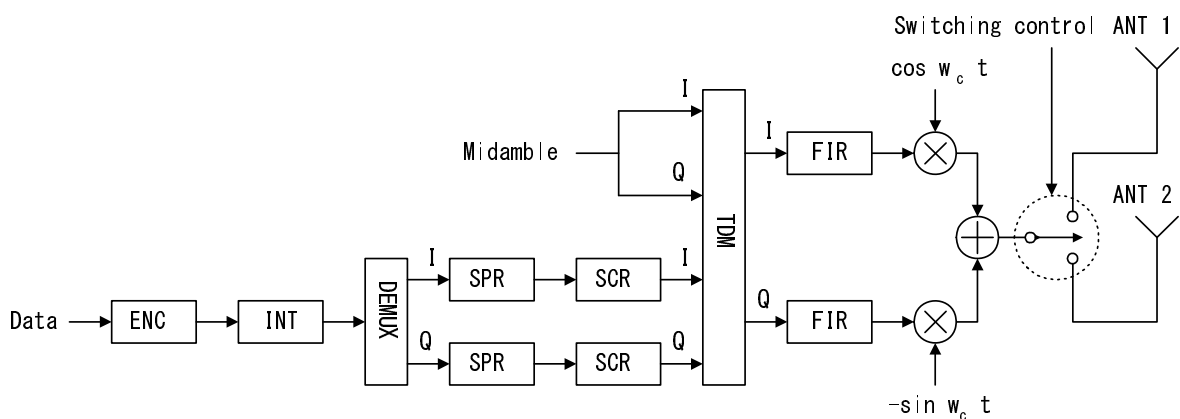 Switching control ANT 1
cos w_c t
I
I
Midamble
FIR
Q
ANT 2
TDM
I
I
SPR
SCR
Q
Data
ENC
INT
DEMUX
FIR
Q
Q
SPR
SCR
-sin w_c t